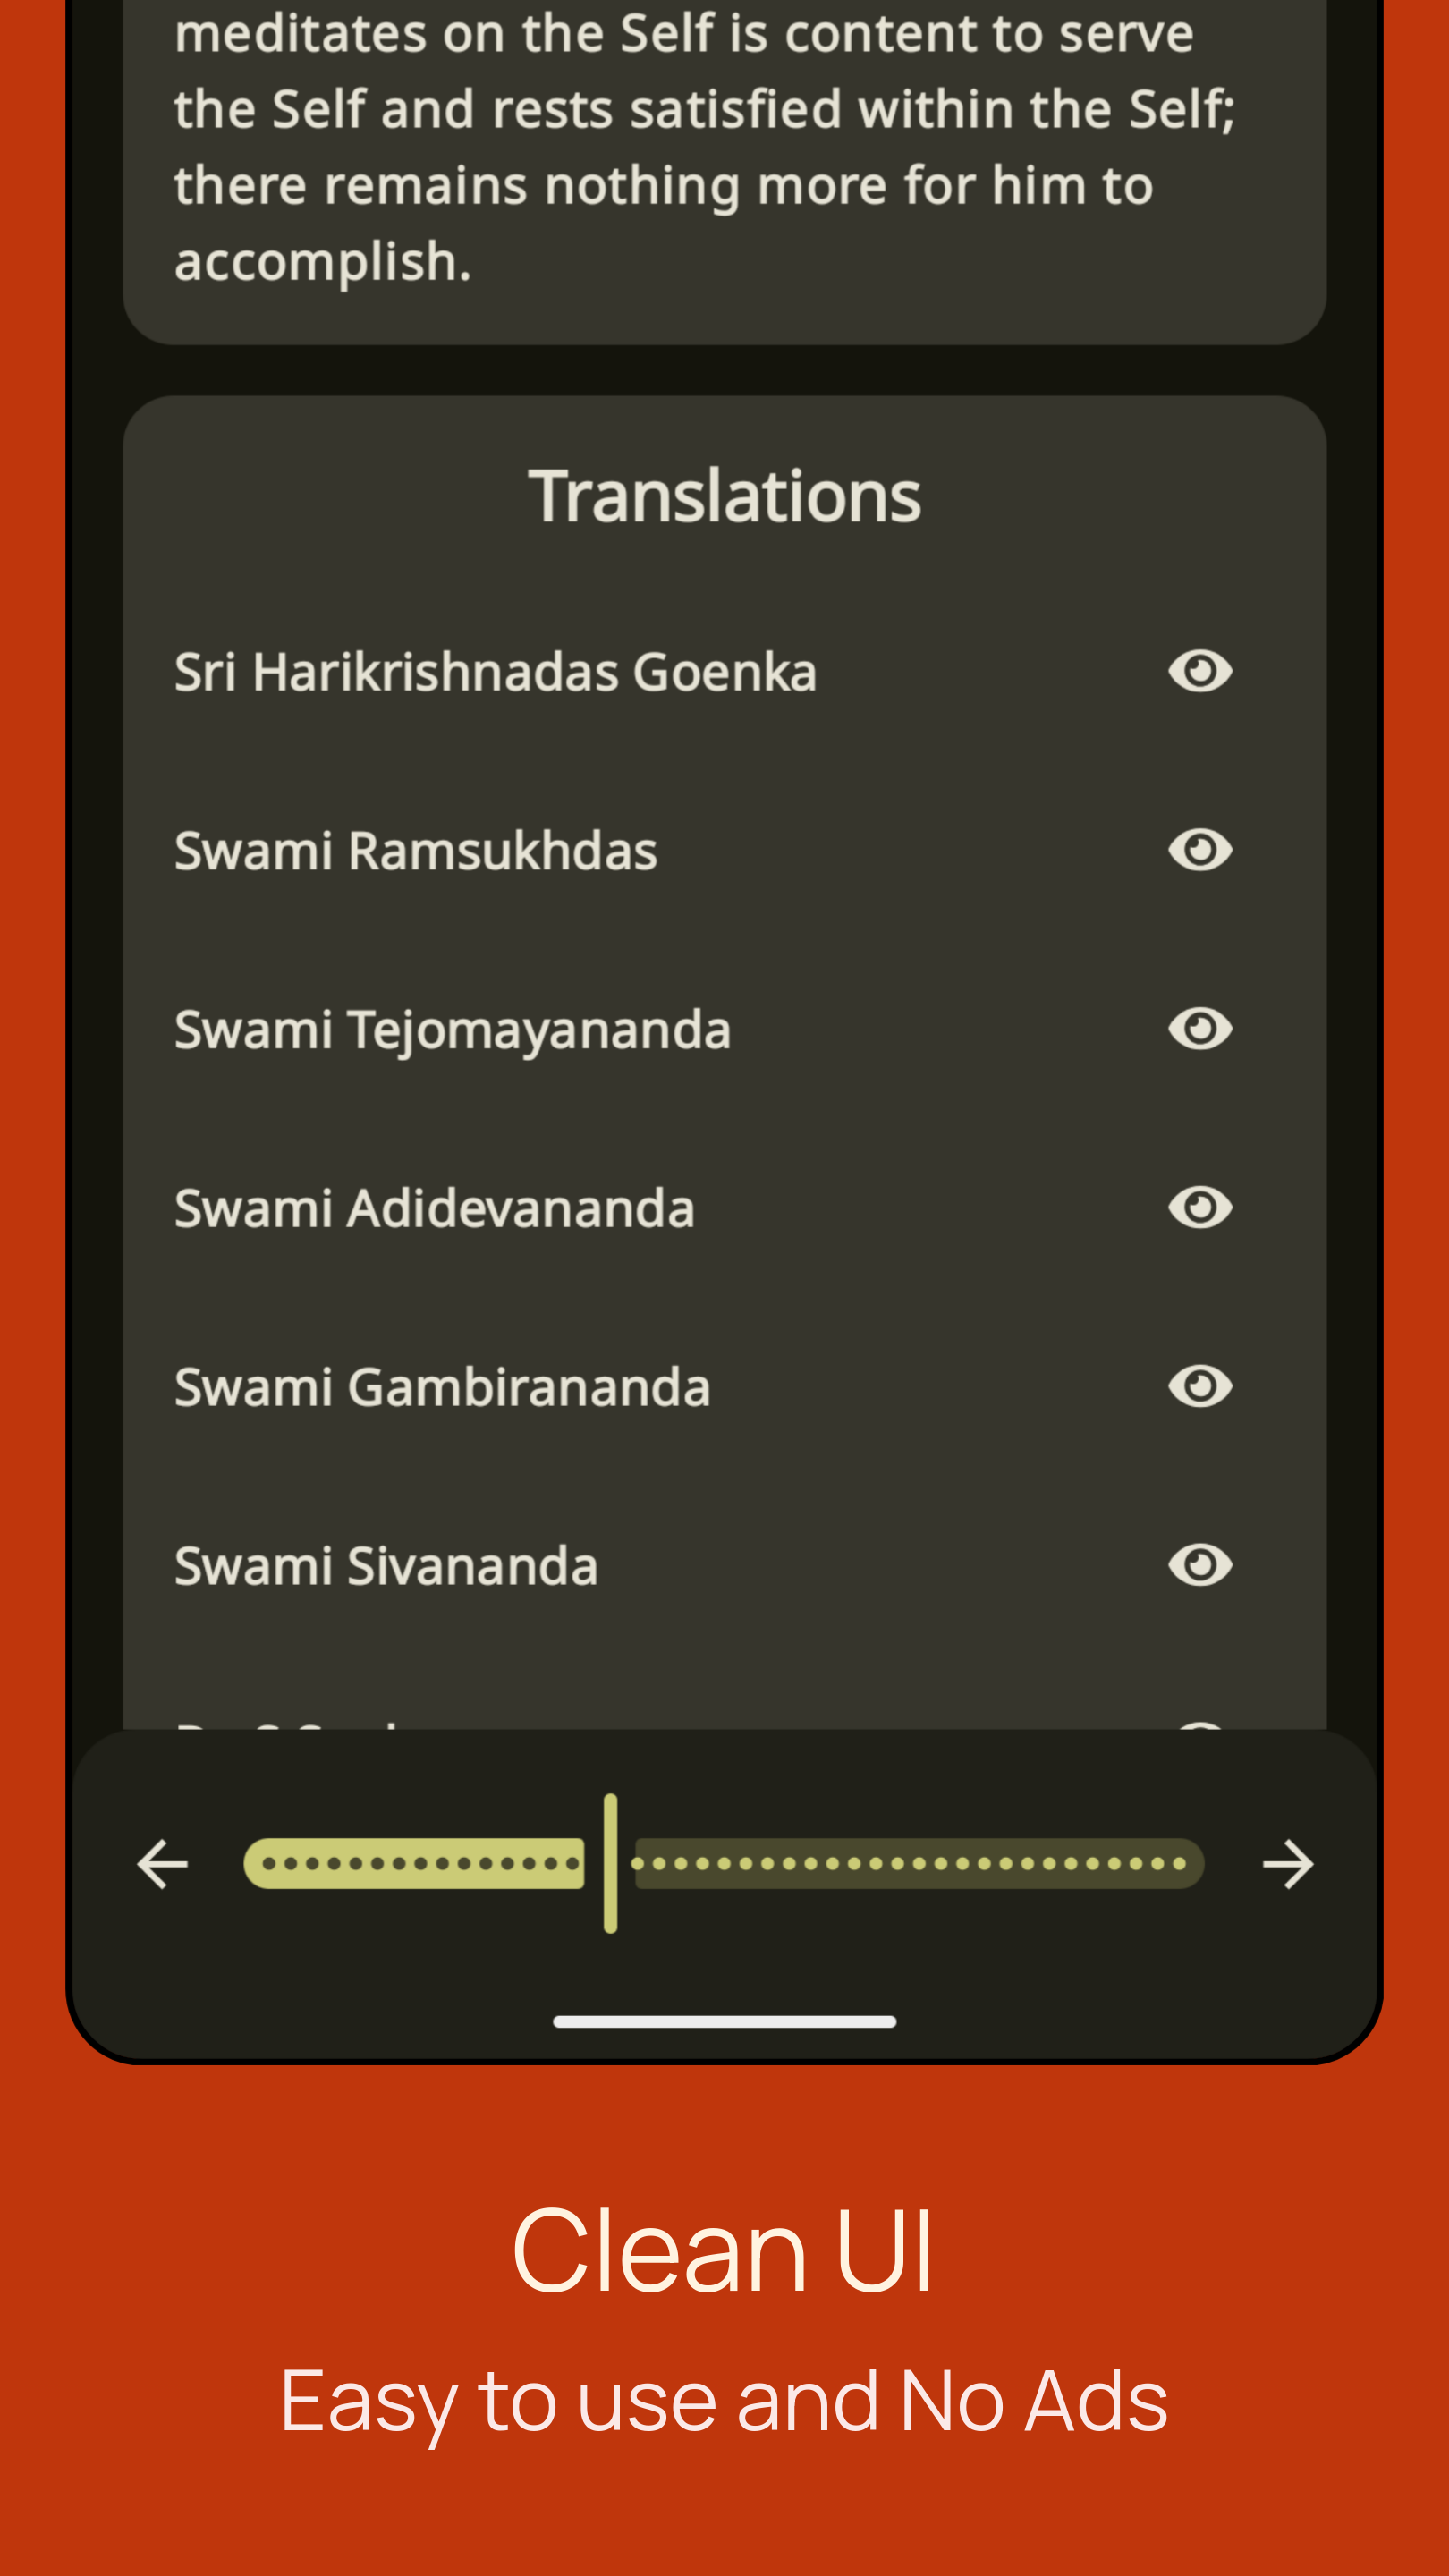 meditates on the Self is content to serve
the Self and rests satisfied within the Self;
there remains nothing more for him to
accomplish.
Translations
Sri Harikrishnadas Goenka
Swami Ramsukhdas
Swami Tejomayananda
Swami Adidevananda
Swami Gambirananda
Swami Sivananda
Clean UI
Easy to use and No Ads